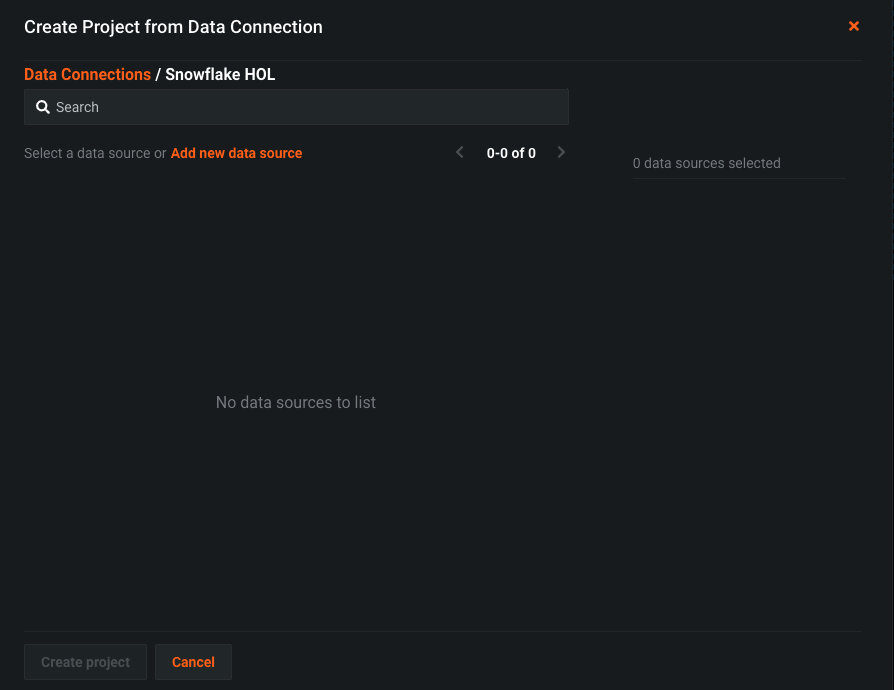 Create Project from Data Connection
Data Connections / Snowflake HOL
Search
Select a data source or Add new data source
0-0 of 0
0 data sources selected
No data sources to list
Create project
Cancel